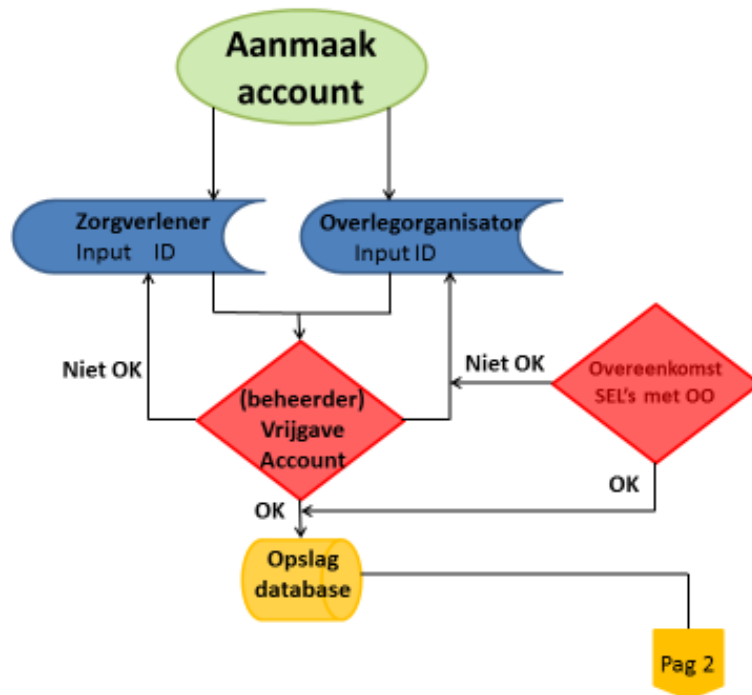 Aanmaak
account
Zorgverlener
Input ID
Overlegorganisator
Input ID
Niet OK
(beheerder)
Vrijgave
Account
Niet OK
Overeenkomst
SEL's met OO
OK
OK
Opslag
database
Pag 2